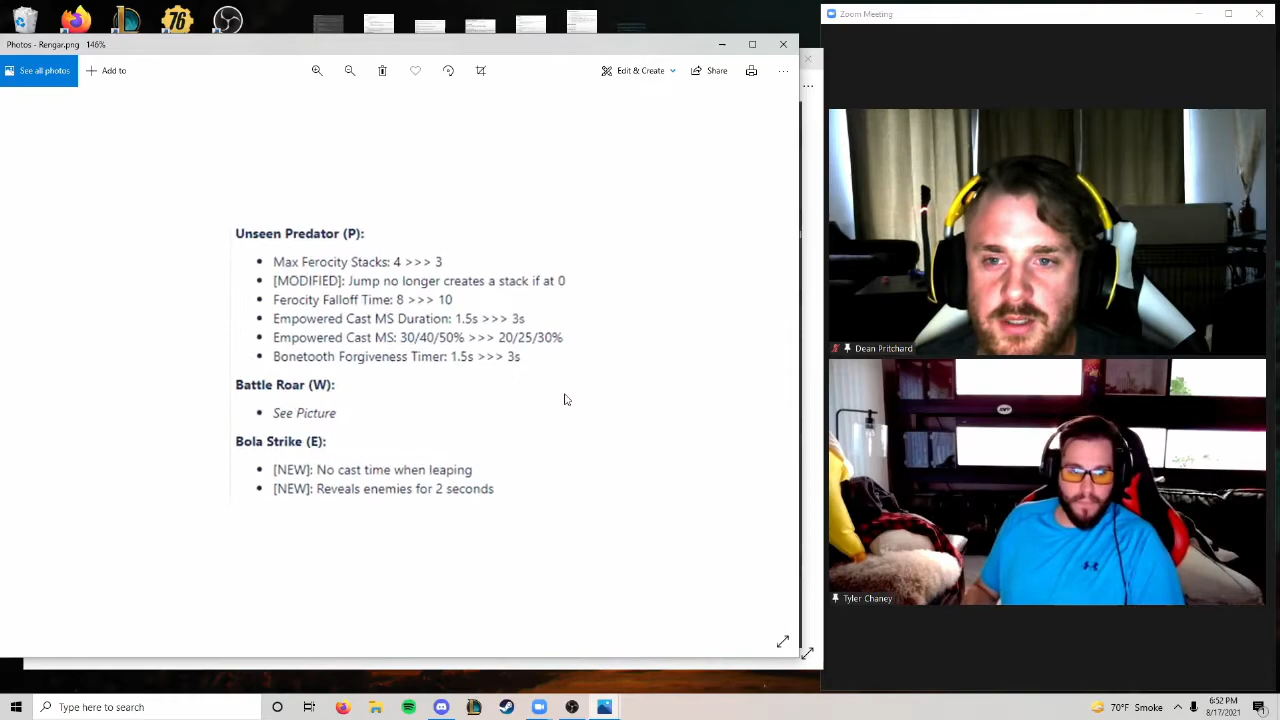 76
Zoom Meeting
Photos - Rengar.png 146%
See all photos
Add to
Edit & Create
Share
Unseen Predator (P):
Max Ferocity Stacks: 4 >>> 3
[MODIFIED]: Jump no longer creates a stack if at 0
Ferocity Falloff Time: 8 >>> 10
Empowered Cast MS Duration: 1.5s >>> 3s
Empowered Cast MS: 30/40/50% >>> 20/25/30%
Bonetooth Forgiveness Timer: 1.5s >>> 3s
Battle Roar (W):
See Picture
Bola Strike (E):
[NEW]: No cast time when leaping
[NEW]: Reveals enemies for 2 seconds
Dean Pritchard
Tyler Chaney
Type here to search
70°F Smoke
6:52 PM
8/17/2021